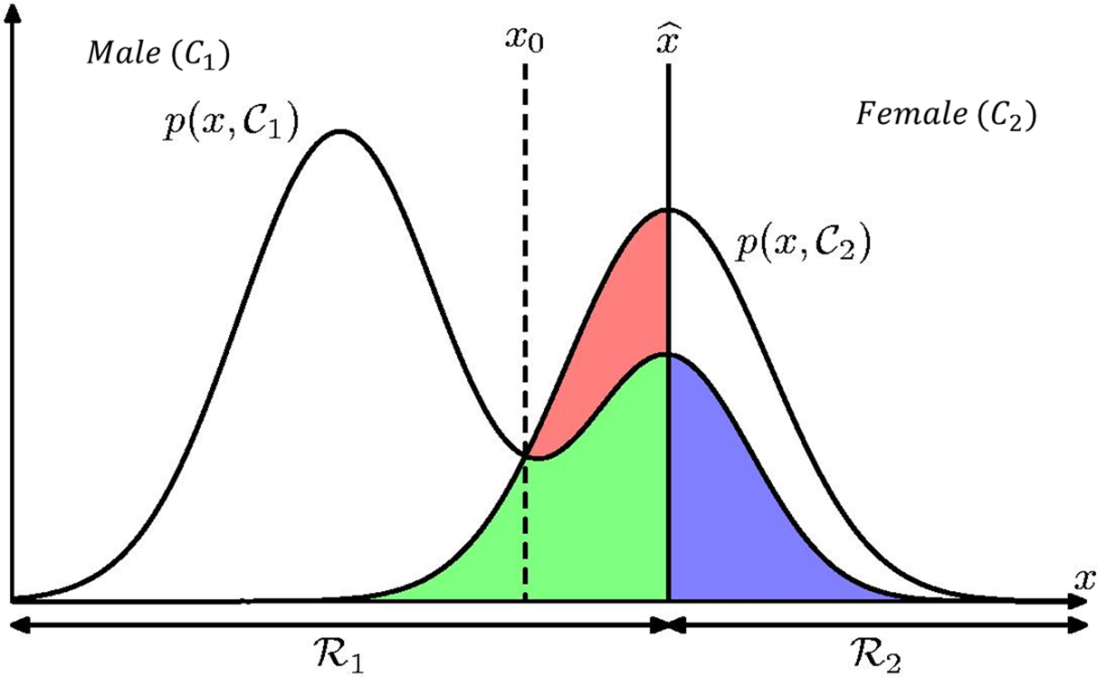 Male (C₁)
x₀
x̂
p(x, 𝒞₁)
Female (C₂)
p(x, 𝒞₂)
x
ℛ₁
ℛ₂